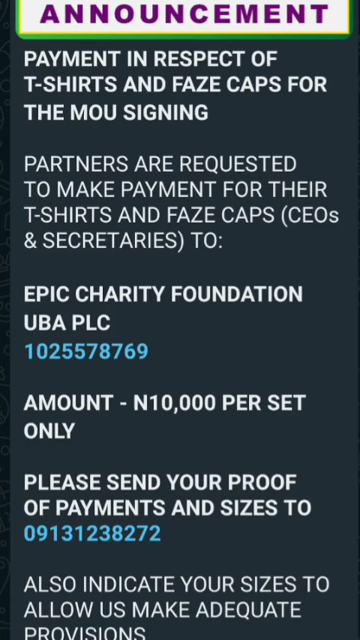 ANNOUNCEMENT
PAYMENT IN RESPECT OF
T-SHIRTS AND FAZE CAPS FOR
THE MOU SIGNING
PARTNERS ARE REQUESTED
TO MAKE PAYMENT FOR THEIR
T-SHIRTS AND FAZE CAPS (CEOs
& SECRETARIES) TO:
EPIC CHARITY FOUNDATION
UBA PLC
1025578769
AMOUNT - N10,000 PER SET
ONLY
PLEASE SEND YOUR PROOF
OF PAYMENTS AND SIZES TO
09131238272
ALSO INDICATE YOUR SIZES TO
ALLOW US MAKE ADEQUATE
PROVISIONS